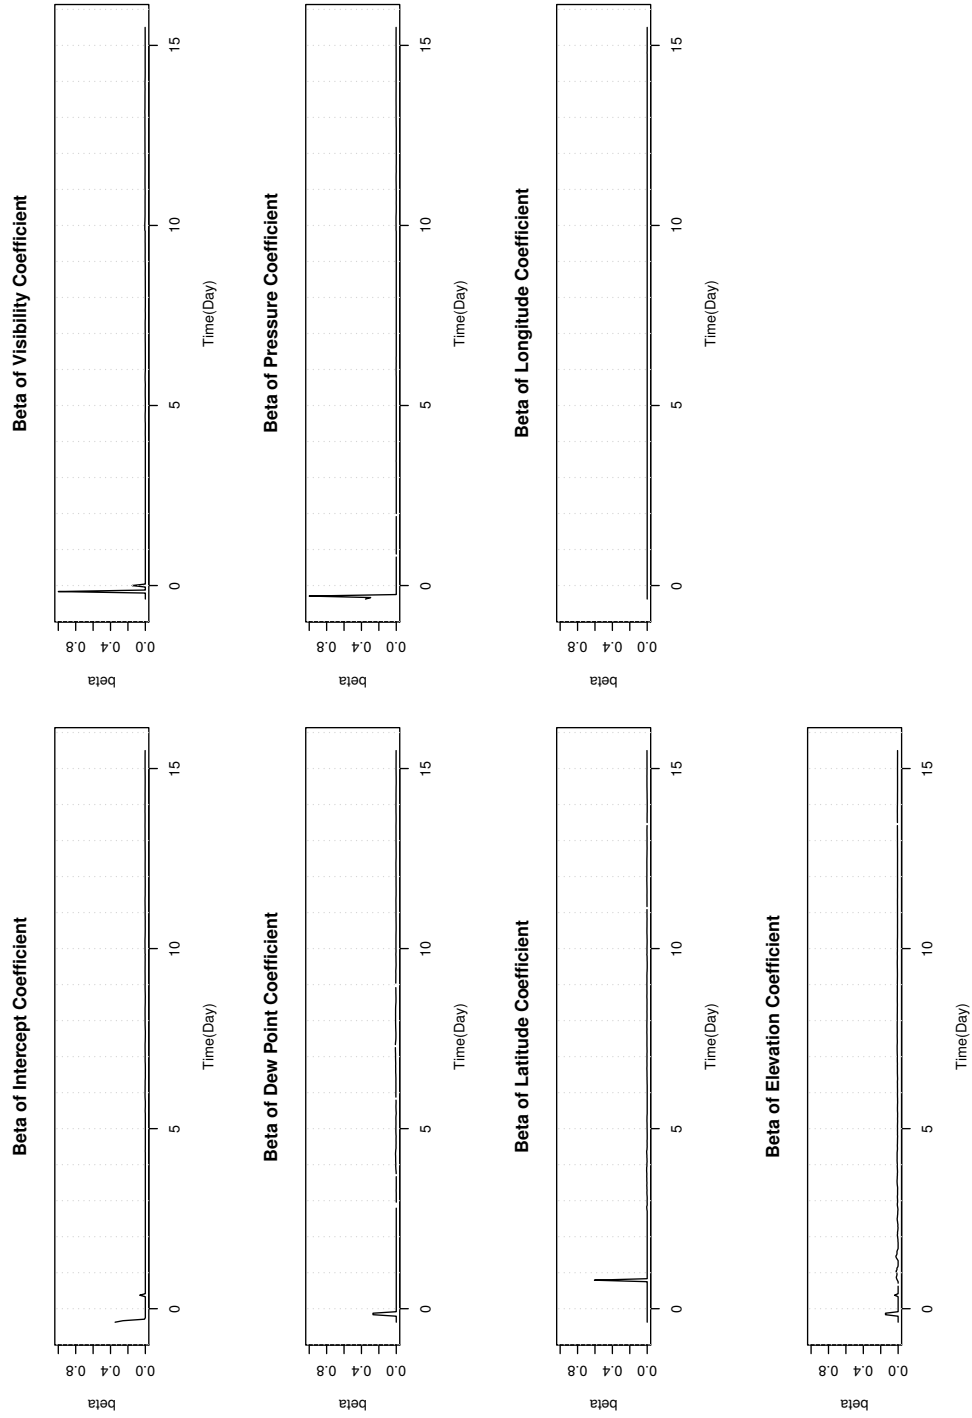 Beta of Intercept Coefficient
beta
0.0 0.4 0.8
0 5 10 15
Time(Day)
Beta of Visibility Coefficient
beta
0.0 0.4 0.8
0 5 10 15
Time(Day)
Beta of Dew Point Coefficient
beta
0.0 0.4 0.8
0 5 10 15
Time(Day)
Beta of Pressure Coefficient
beta
0.0 0.4 0.8
0 5 10 15
Time(Day)
Beta of Latitude Coefficient
beta
0.0 0.4 0.8
0 5 10 15
Time(Day)
Beta of Longitude Coefficient
beta
0.0 0.4 0.8
0 5 10 15
Time(Day)
Beta of Elevation Coefficient
beta
0.0 0.4 0.8
0 5 10 15
Time(Day)